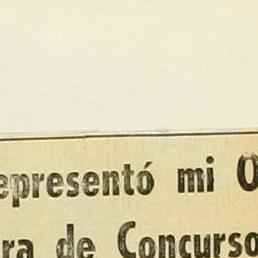 epresentó mi O
ra de Concurso